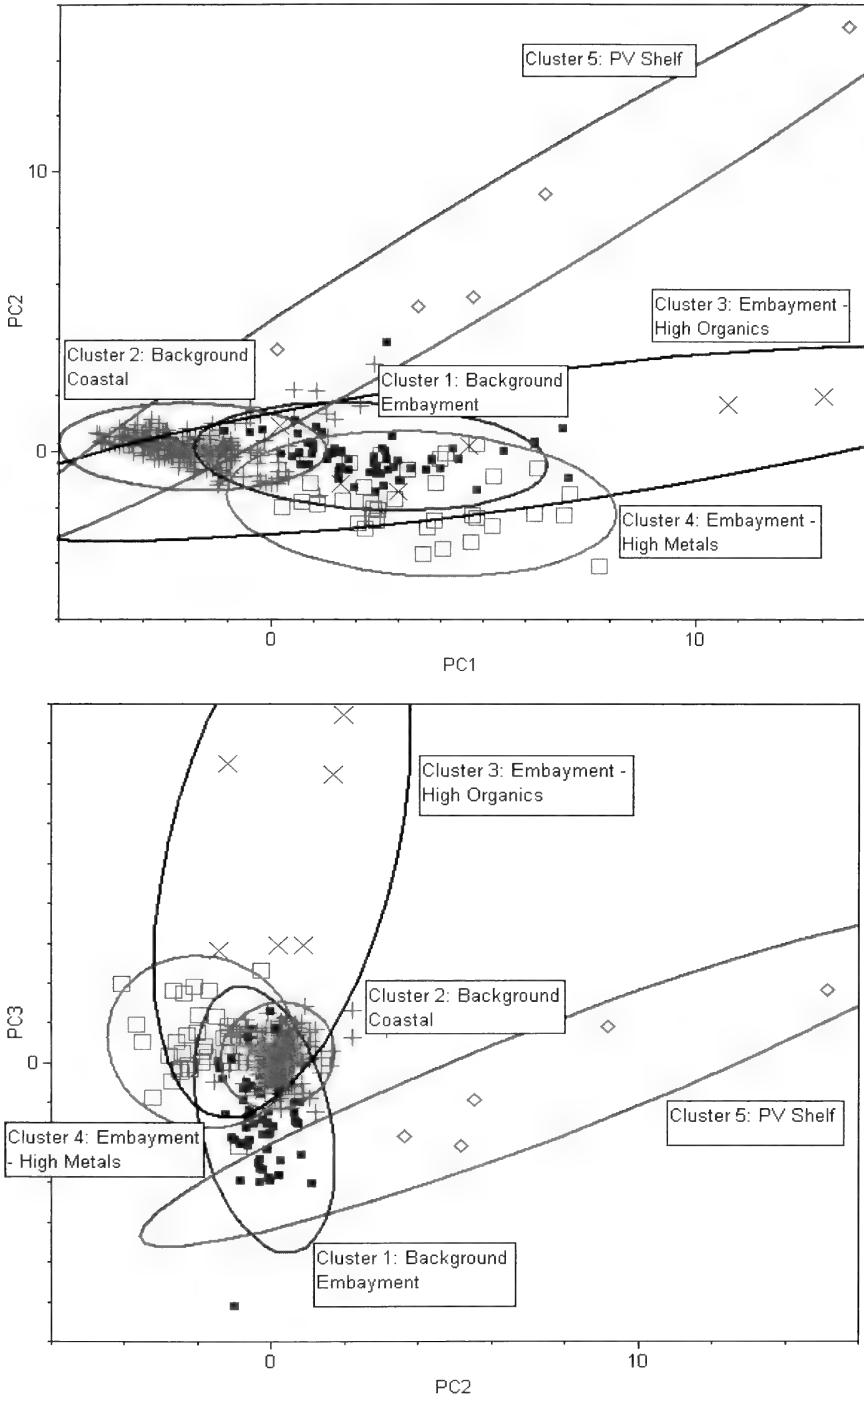 Cluster 5: PV Shelf
10
PC2
Cluster 3: Embayment -
High Organics
Cluster 2: Background
Coastal
Cluster 1: Background
Embayment
0
Cluster 4: Embayment -
High Metals
0
10
PC1
Cluster 3: Embayment -
High Organics
Cluster 2: Background
Coastal
PC3
0
Cluster 5: PV Shelf
Cluster 4: Embayment
- High Metals
Cluster 1: Background
Embayment
0
10
PC2